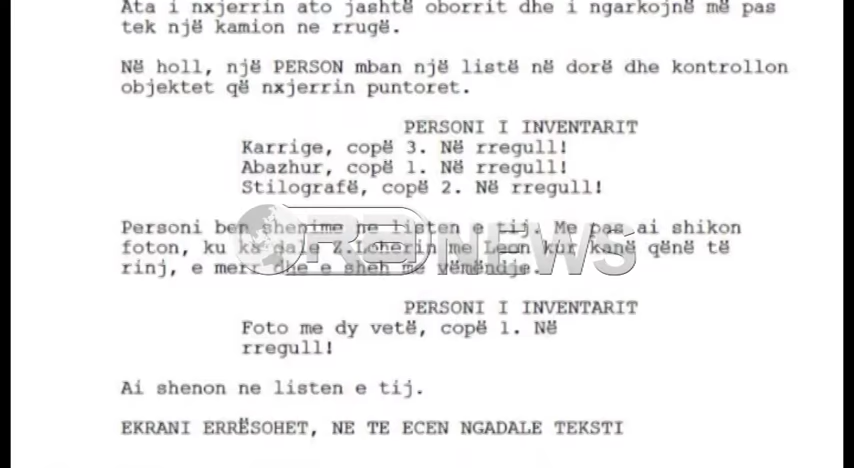 Ata i nxjerrin ato jashtë oborrit dhe i ngarkojnë më pas
tek një kamion ne rrugë.
Në holl, një PERSON mban një listë në dorë dhe kontrollon
objektet që nxjerrin puntoret.
PERSONI I INVENTARIT
Karrige, copë 3. Në rregull!
Abazhur, copë 1. Në rregull!
Stilografë, copë 2. Në rregull!
Personi ben shenime ne listen e tij. Me pas ai shikon
foton, ku ka dale Z.Loherin me Leon kur kanë qënë të
rinj, e merr dhe e sheh me vëmëndje.
ORA NEWS
PERSONI I INVENTARIT
Foto me dy vetë, copë 1. Në
rregull!
Ai shenon ne listen e tij.
EKRANI ERRËSOHET, NE TE ECEN NGADALE TEKSTI